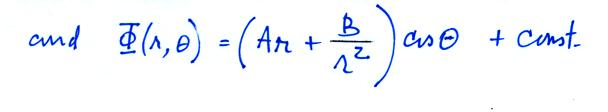 and Φ(r, θ) = (Ar + B/r²) cos θ + const.